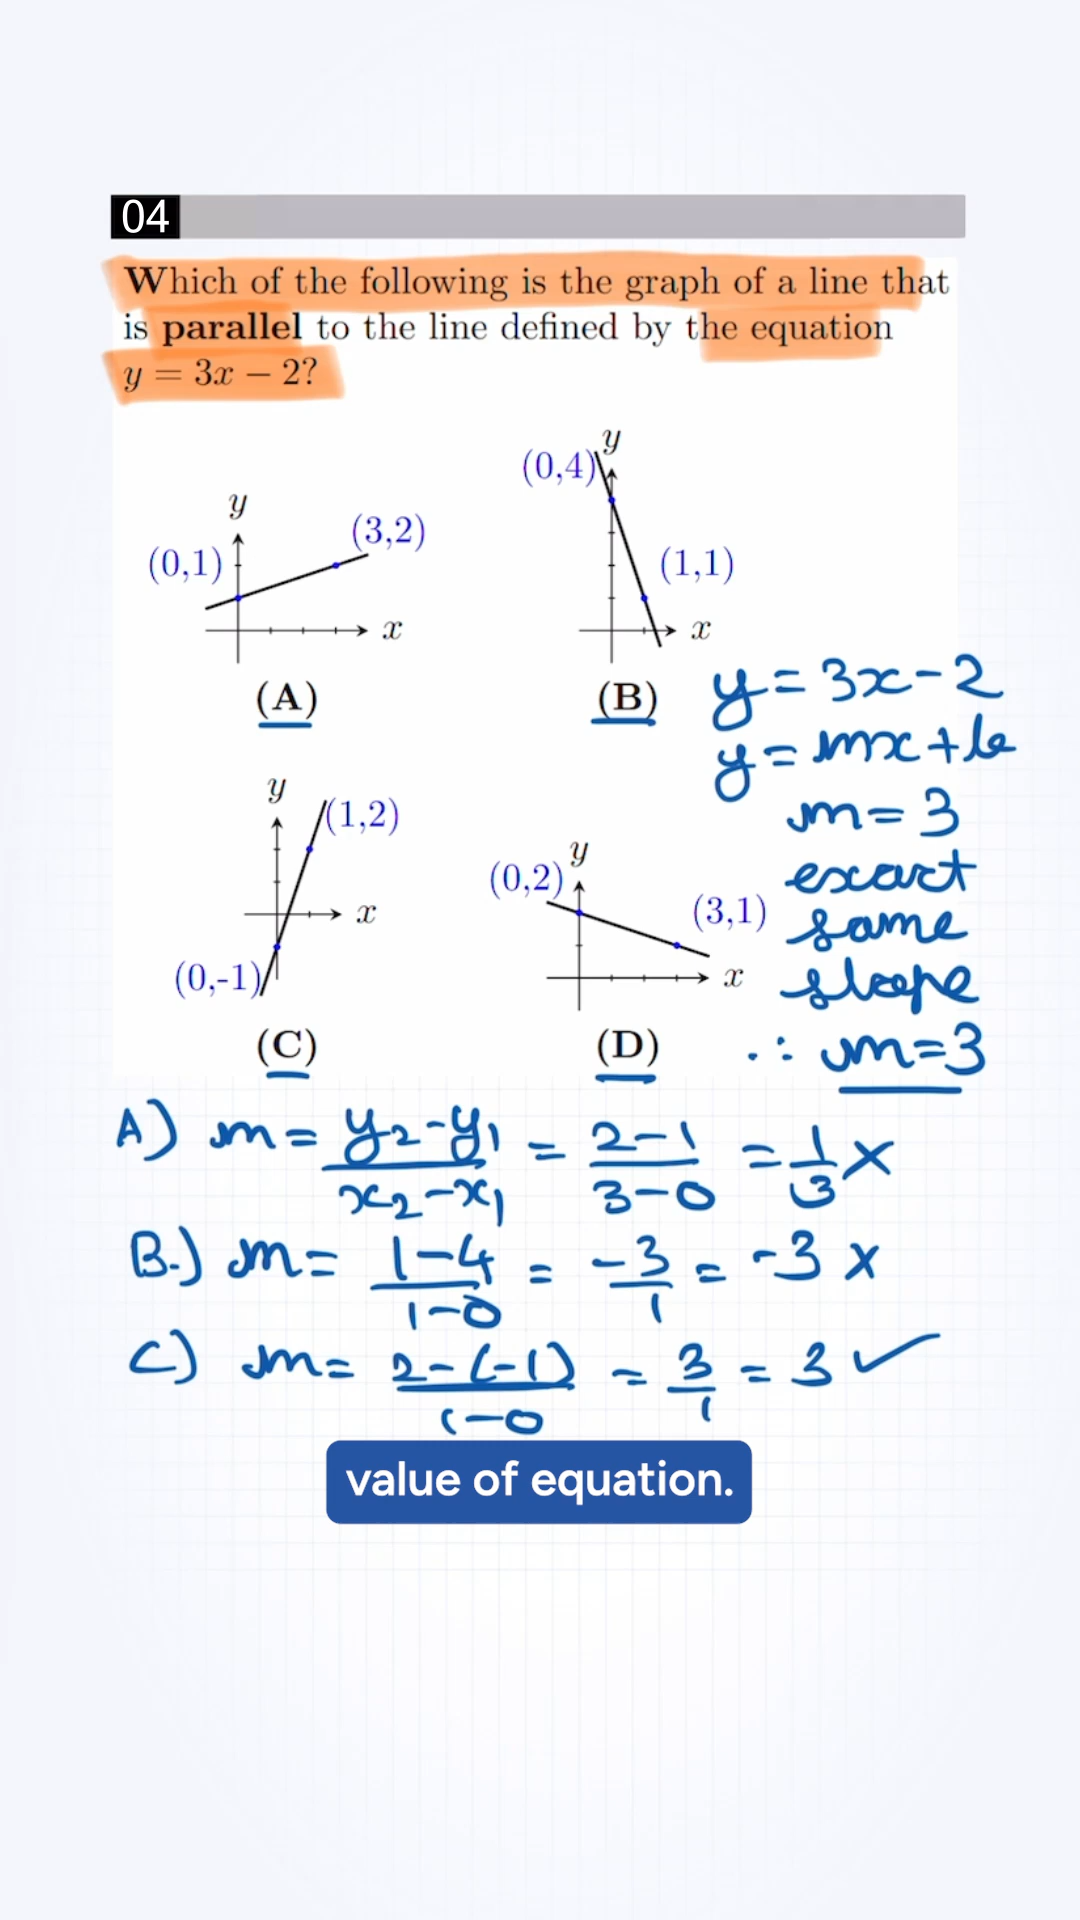 04
Which of the following is the graph of a line that
is parallel to the line defined by the equation
y = 3x − 2?
y
(0,1)
(3,2)
x
(A)
y
(0,4)
(1,1)
x
(B)
y = 3x - 2
y = mx + b
m = 3
exact
same
slope
∴ m = 3
y
(1,2)
x
(0,-1)
(C)
y
(0,2)
(3,1)
x
(D)
A) m = y₂-y₁/x₂-x₁ = 2-1/3-0 = 1/3 ×
B.) m = 1-4/1-0 = -3/1 = -3 ×
C) m = 2-(-1)/1-0 = 3/1 = 3 ✓
value of equation.